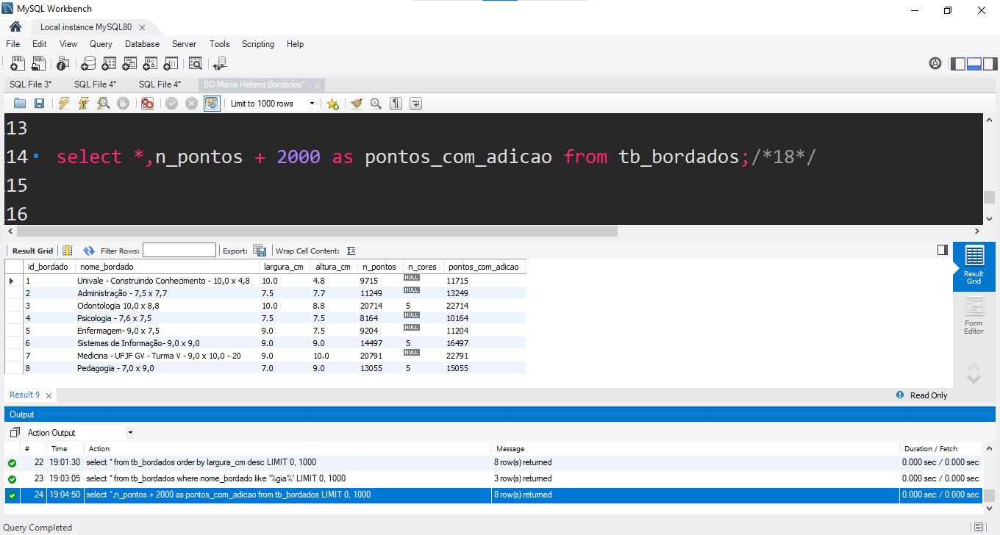 MySQL Workbench
Local instance MySQL80
File Edit View Query Database Server Tools Scripting Help
SQL File 3* SQL File 4* SQL File 4* BD Maria Helena Bordados*
Limit to 1000 rows
13
14 select *,n_pontos + 2000 as pontos_com_adicao from tb_bordados;/*18*/
15
16
Result Grid Filter Rows: Export: Wrap Cell Content:
id_bordado nome_bordado largura_cm altura_cm n_pontos n_cores pontos_com_adicao
1 Univale - Construindo Conhecimento - 10,0 x 4,8 10.0 4.8 9715 NULL 11715
2 Administração - 7,5 x 7,7 7.5 7.7 11249 NULL 13249
3 Odontologia 10,0 x 8,8 10.0 8.8 20714 5 22714
4 Psicologia - 7,6 x 7,5 7.5 7.5 8164 NULL 10164
5 Enfermagem- 9,0 x 7,5 9.0 7.5 9204 NULL 11204
6 Sistemas de Informação- 9,0 x 9,0 9.0 9.0 14497 5 16497
7 Medicina - UFJF GV - Turma V - 9,0 x 10,0 - 20 9.0 10.0 20791 NULL 22791
8 Pedagogia - 7,0 x 9,0 7.0 9.0 13055 5 15055
Result Grid
Form Editor
Result 9 Read Only
Output
Action Output
# Time Action Message Duration / Fetch
22 19:01:30 select * from tb_bordados order by largura_cm desc LIMIT 0, 1000 8 row(s) returned 0.000 sec / 0.000 sec
23 19:03:05 select * from tb_bordados where nome_bordado like '%gia%' LIMIT 0, 1000 3 row(s) returned 0.000 sec / 0.000 sec
24 19:04:50 select *,n_pontos + 2000 as pontos_com_adicao from tb_bordados LIMIT 0, 1000 8 row(s) returned 0.000 sec / 0.000 sec
Query Completed